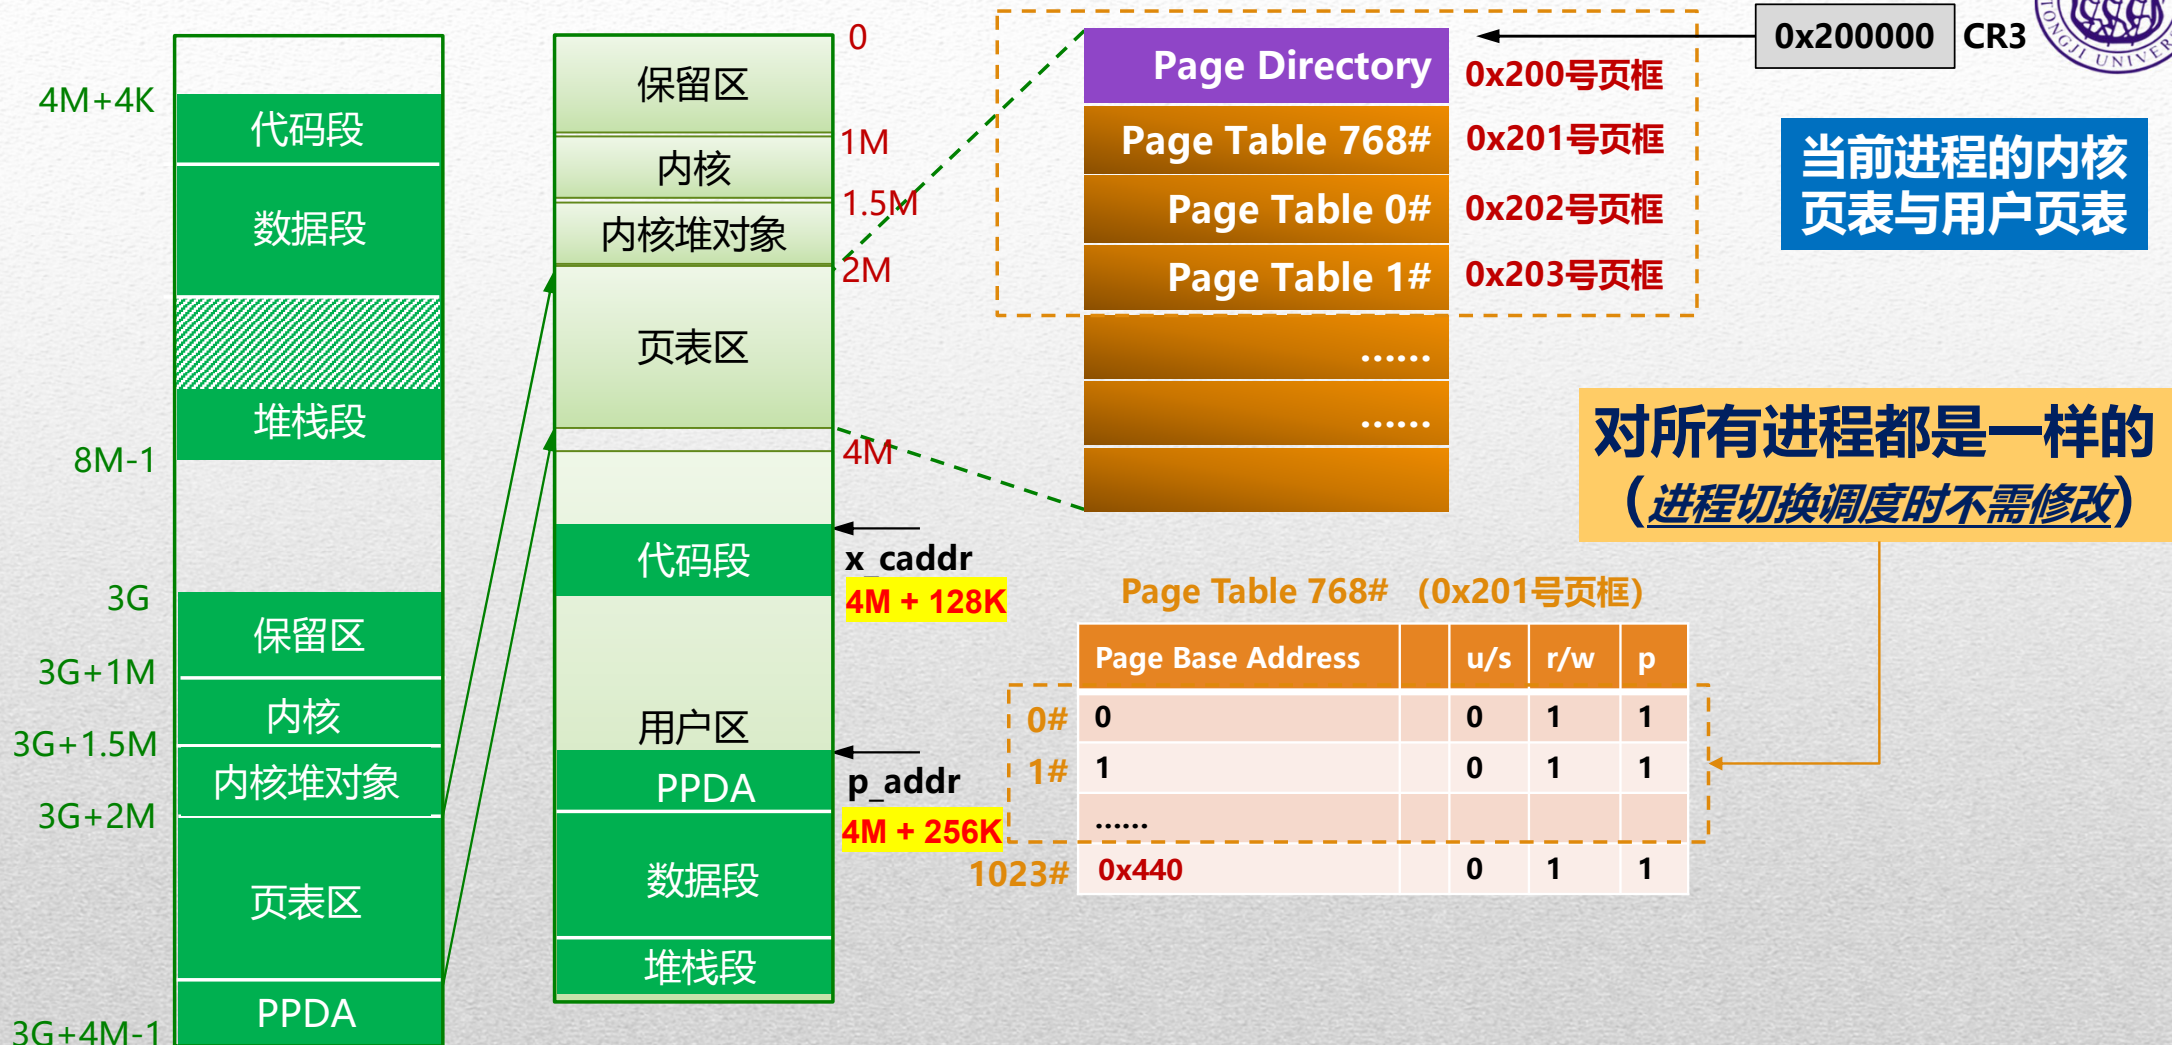 4M+4K
代码段
数据段
堆栈段
8M-1
3G
保留区
3G+1M
内核
3G+1.5M
内核堆对象
3G+2M
页表区
PPDA
3G+4M-1
0
保留区
1M
内核
1.5M
内核堆对象
2M
页表区
4M
代码段
x_caddr
4M + 128K
用户区
PPDA
p_addr
4M + 256K
数据段
堆栈段
Page Directory
0x200号页框
Page Table 768#
0x201号页框
Page Table 0#
0x202号页框
Page Table 1#
0x203号页框
......
......
0x200000
CR3
当前进程的内核
页表与用户页表
对所有进程都是一样的
（进程切换调度时不需修改）
Page Table 768# （0x201号页框）
Page Base Address u/s r/w p
0# 0 0 1 1
1# 1 0 1 1
......
1023# 0x440 0 1 1